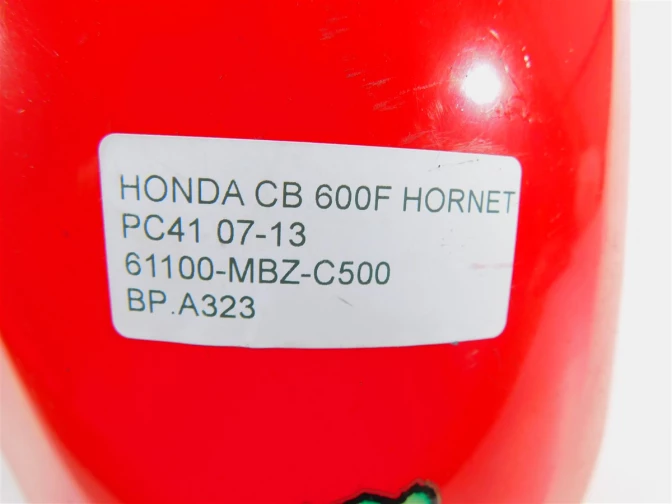 HONDA CB 600F HORNET
PC41 07-13
61100-MBZ-C500
BP.A323